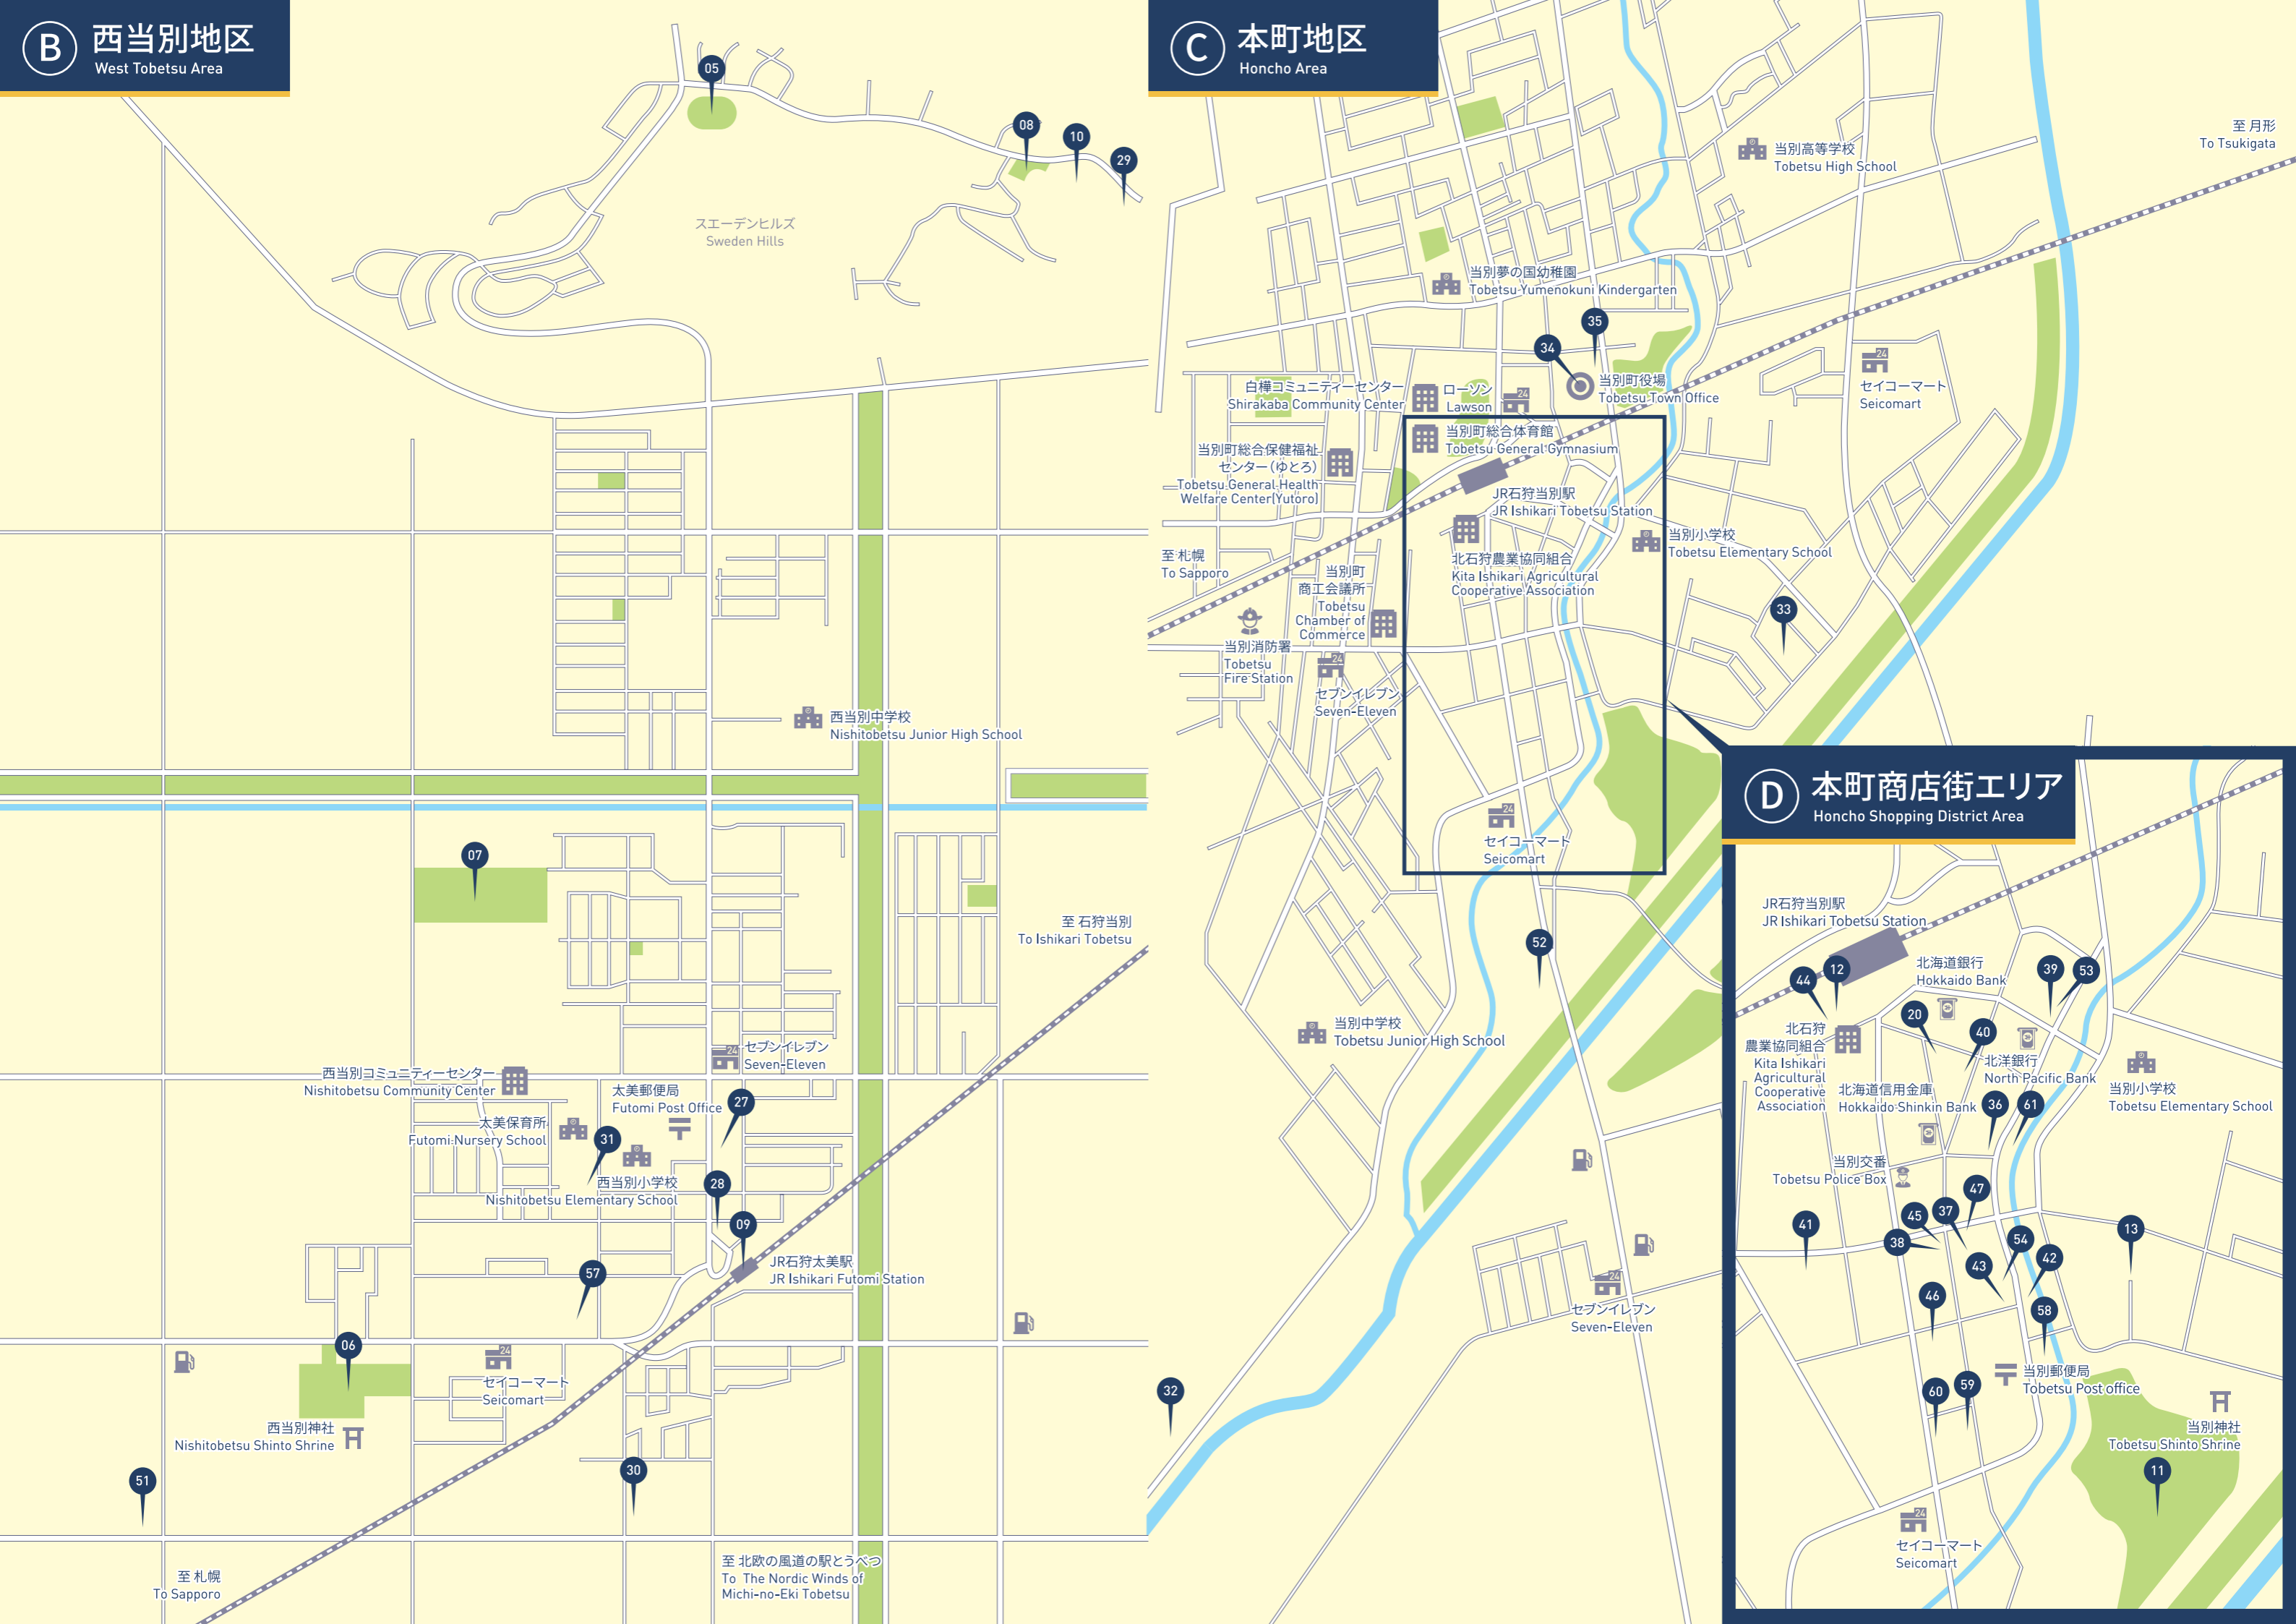 B
西当別地区
West Tobetsu Area
05
08
10
29
スエーデンヒルズ
Sweden Hills
西当別中学校
Nishitobetsu Junior High School
07
至 石狩当別
To Ishikari Tobetsu
24
セブンイレブン
Seven-Eleven
西当別コミュニティーセンター
Nishitobetsu Community Center
太美郵便局
Futomi Post Office
27
太美保育所
Futomi Nursery School
31
西当別小学校
Nishitobetsu Elementary School
28
09
JR石狩太美駅
JR Ishikari Futomi Station
57
06
24
セイコーマート
Seicomart
西当別神社
Nishitobetsu Shinto Shrine
51
30
至 札幌
To Sapporo
至 北欧の風道の駅とうべつ
To The Nordic Winds of
Michi-no-Eki Tobetsu
C
本町地区
Honcho Area
至 月形
To Tsukigata
当別高等学校
Tobetsu High School
当別夢の国幼稚園
Tobetsu Yumenokuni Kindergarten
35
34
当別町役場
Tobetsu Town Office
24
セイコーマート
Seicomart
白樺コミュニティーセンター
Shirakaba Community Center
ローソン
Lawson
24
当別町総合体育館
Tobetsu General Gymnasium
当別町総合保健福祉
センター（ゆとろ）
Tobetsu General Health
Welfare Center(Yutoro)
JR石狩当別駅
JR Ishikari Tobetsu Station
当別小学校
Tobetsu Elementary School
至 札幌
To Sapporo
北石狩農業協同組合
Kita Ishikari Agricultural
Cooperative Association
当別町
商工会議所
Tobetsu
Chamber of
Commerce
33
当別消防署
Tobetsu
Fire Station
24
セブンイレブン
Seven-Eleven
24
セイコーマート
Seicomart
52
当別中学校
Tobetsu Junior High School
24
セブンイレブン
Seven-Eleven
32
D
本町商店街エリア
Honcho Shopping District Area
JR石狩当別駅
JR Ishikari Tobetsu Station
44
12
北海道銀行
Hokkaido Bank
39
53
20
40
北石狩
農業協同組合
Kita Ishikari
Agricultural
Cooperative
Association
北洋銀行
North Pacific Bank
北海道信用金庫
Hokkaido Shinkin Bank
36
61
当別小学校
Tobetsu Elementary School
当別交番
Tobetsu Police Box
47
45
37
41
38
13
54
42
43
46
58
当別郵便局
Tobetsu Post office
60
59
当別神社
Tobetsu Shinto Shrine
11
24
セイコーマート
Seicomart